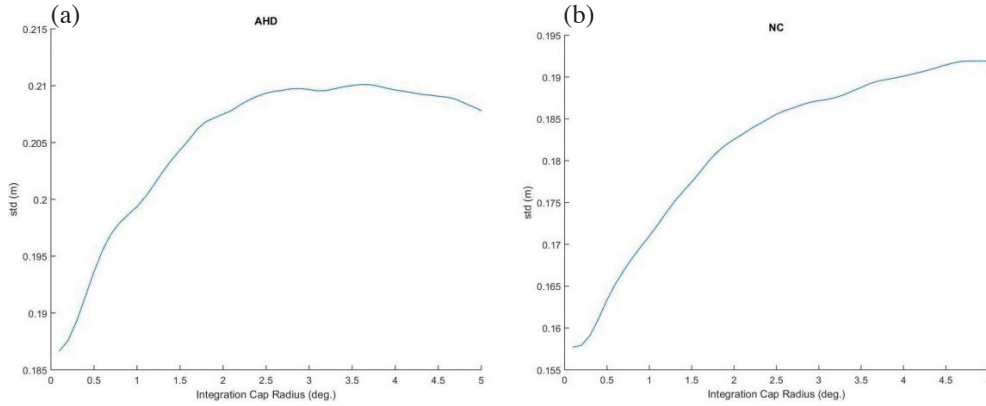 (a)
AHD
0.215
0.21
0.205
0.2
0.195
0.19
0.185
std (m)
0 0.5 1 1.5 2 2.5 3 3.5 4 4.5 5
Integration Cap Radius (deg.)
(b)
NC
0.195
0.19
0.185
0.18
0.175
0.17
0.165
0.16
0.155
std (m)
0 0.5 1 1.5 2 2.5 3 3.5 4 4.5
Integration Cap Radius (deg.)